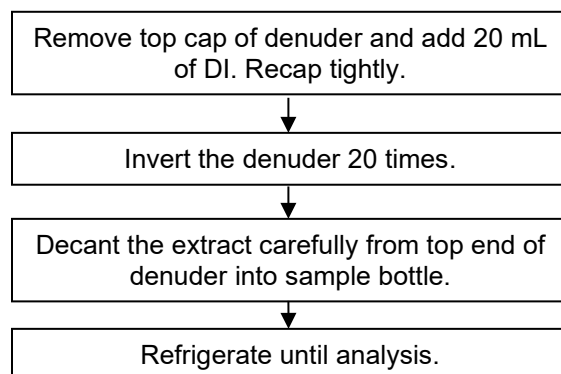 Remove top cap of denuder and add 20 mL
of DI. Recap tightly.
Invert the denuder 20 times.
Decant the extract carefully from top end of
denuder into sample bottle.
Refrigerate until analysis.